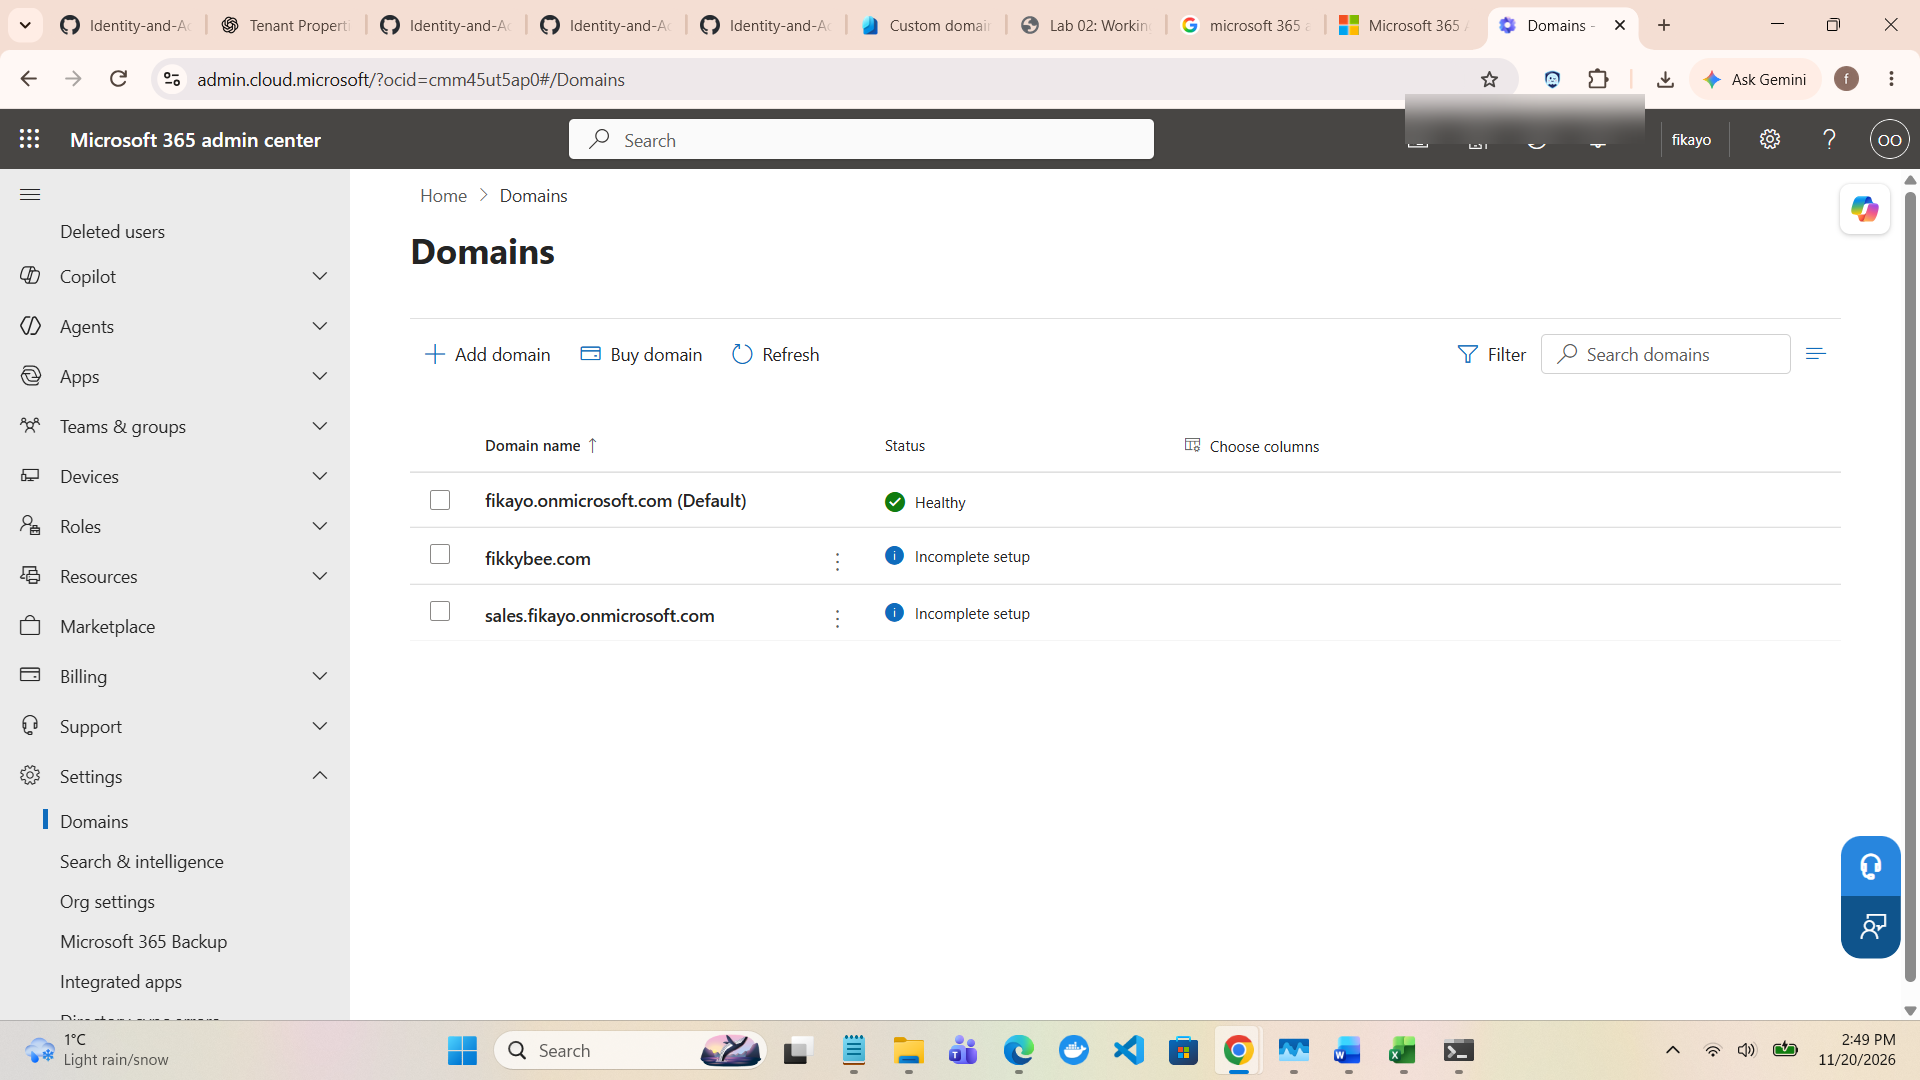 Identity-and-Ac
Tenant Properti
Identity-and-Ac
Identity-and-Ac
Identity-and-Ac
Custom domain
Lab 02: Working
microsoft 365 a
Microsoft 365 A
Domains -
admin.cloud.microsoft/?ocid=cmm45ut5ap0#/Domains
Ask Gemini
f
Microsoft 365 admin center
Search
fikayo
OO
Home
Domains
Domains
Deleted users
Copilot
Agents
Apps
Teams & groups
Devices
Roles
Resources
Marketplace
Billing
Support
Settings
Domains
Search & intelligence
Org settings
Microsoft 365 Backup
Integrated apps
Directory sync errors
Add domain
Buy domain
Refresh
Filter
Search domains
Domain name
Status
Choose columns
fikayo.onmicrosoft.com (Default)
Healthy
fikkybee.com
Incomplete setup
sales.fikayo.onmicrosoft.com
Incomplete setup
1°C
Light rain/snow
Search
2:49 PM
11/20/2026